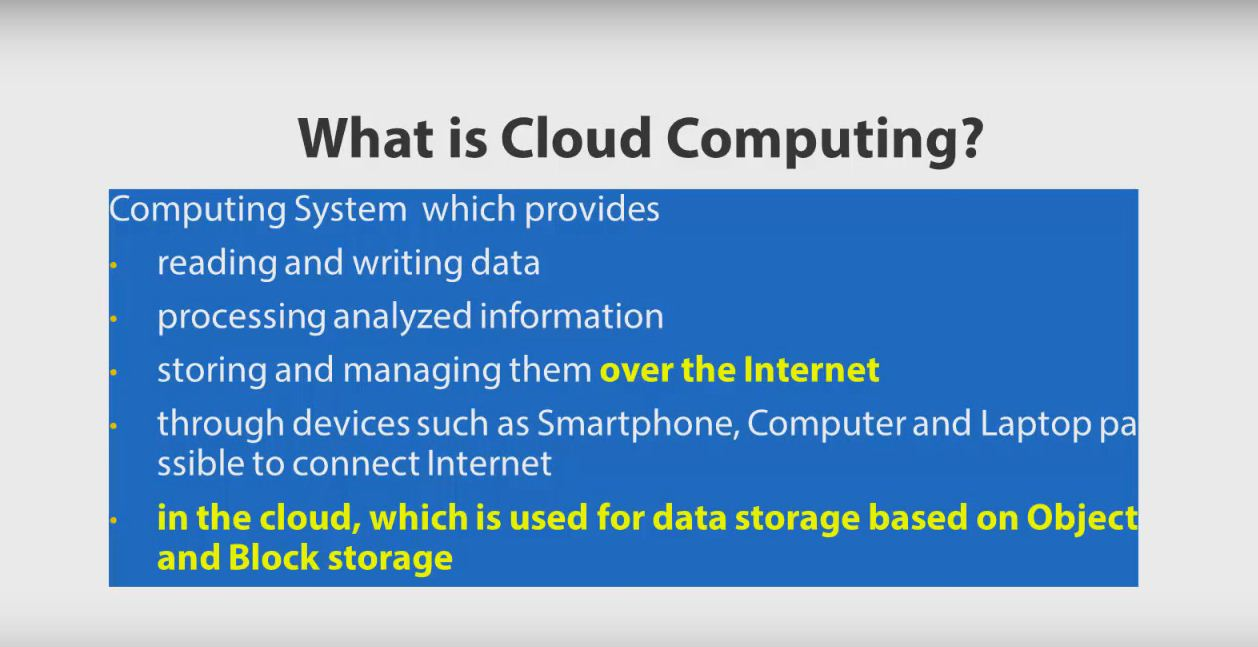 What is Cloud Computing?
Computing System which provides
• reading and writing data
• processing analyzed information
• storing and managing them over the Internet
• through devices such as Smartphone, Computer and Laptop pa
ssible to connect Internet
• in the cloud, which is used for data storage based on Object
and Block storage